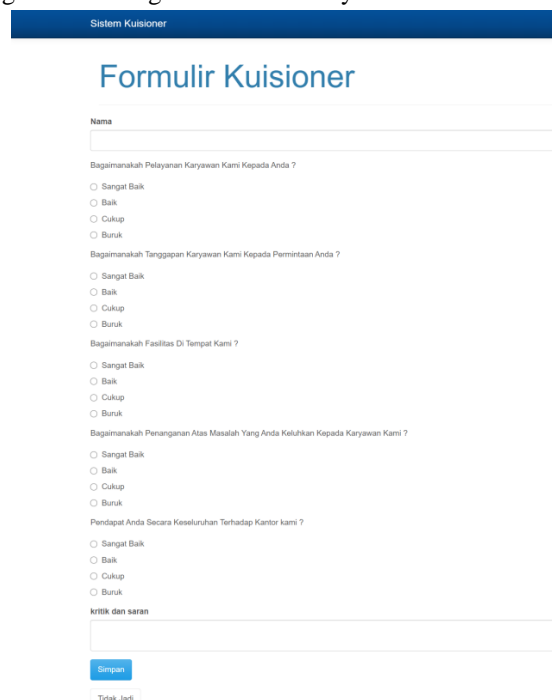 Sistem Kuisioner
Formulir Kuisioner
Nama
Bagaimanakah Pelayanan Karyawan Kami Kepada Anda ?
Sangat Baik
Baik
Cukup
Buruk
Bagaimanakah Tanggapan Karyawan Kami Kepada Permintaan Anda ?
Sangat Baik
Baik
Cukup
Buruk
Bagaimanakah Fasilitas Di Tempat Kami ?
Sangat Baik
Baik
Cukup
Buruk
Bagaimanakah Penanganan Atas Masalah Yang Anda Keluhkan Kepada Karyawan Kami ?
Sangat Baik
Baik
Cukup
Buruk
Pendapat Anda Secara Keseluruhan Terhadap Kantor kami ?
Sangat Baik
Baik
Cukup
Buruk
kritik dan saran
Simpan
Tidak Jadi